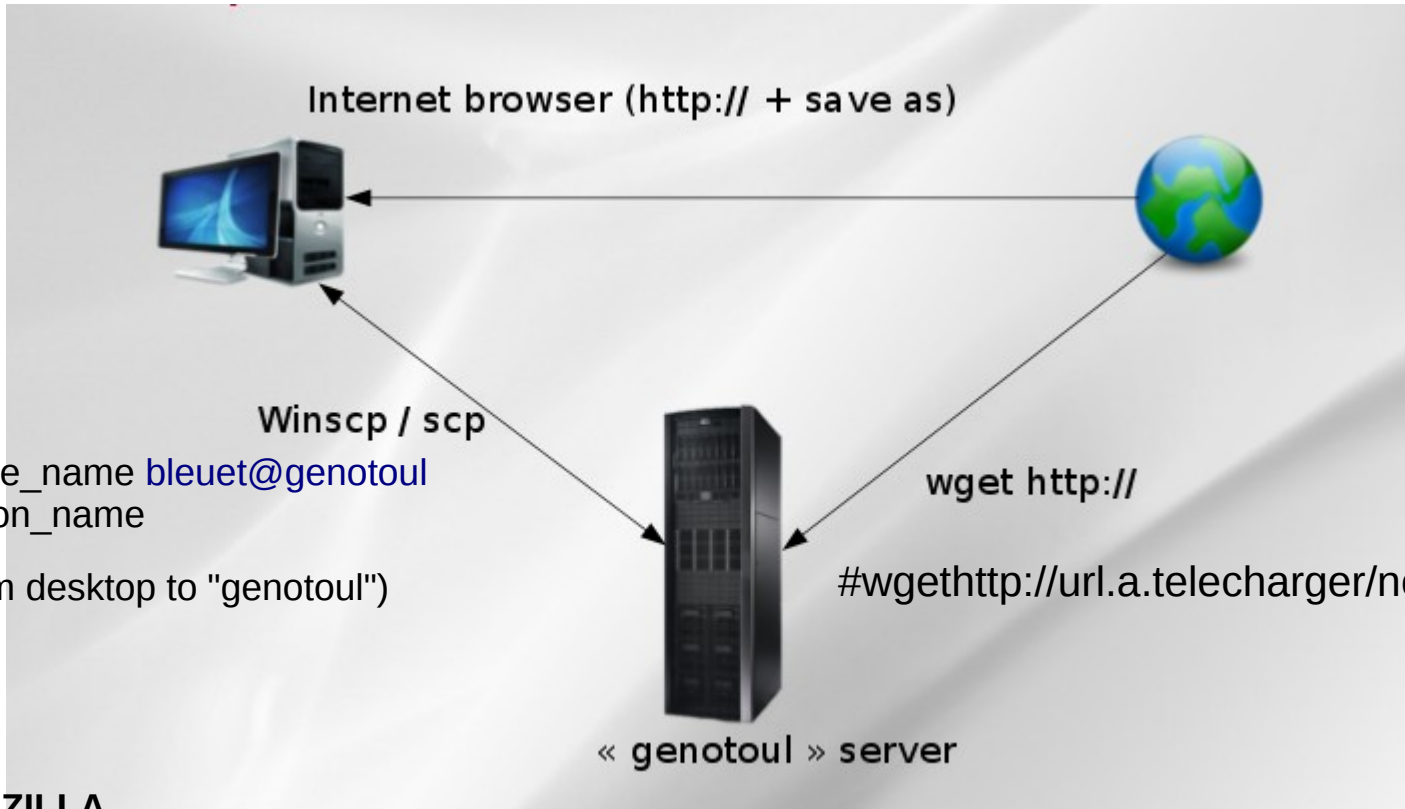 Internet browser (http:// + save as)
Winscp / scp
e_name bleuet@genotoul
on_name
wget http://
desktop to "genotoul")
#wgethttp://url.a.telecharger/
« genotoul » server
ZILLA